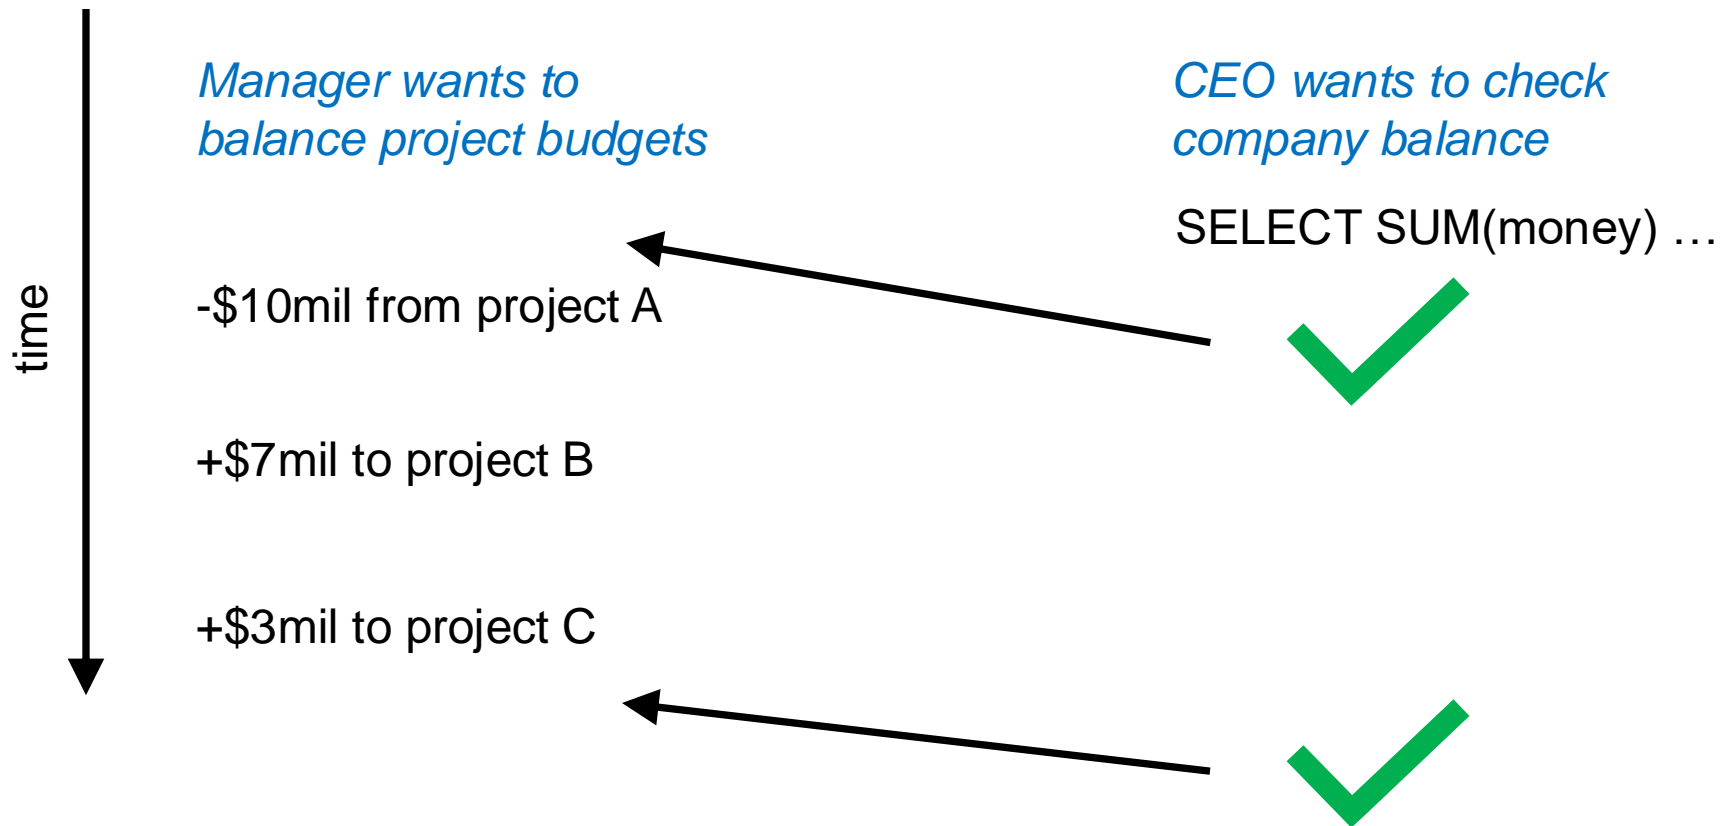 Manager wants to
balance project budgets
CEO wants to check
company balance
SELECT SUM(money) …
time
-$10mil from project A
+$7mil to project B
+$3mil to project C